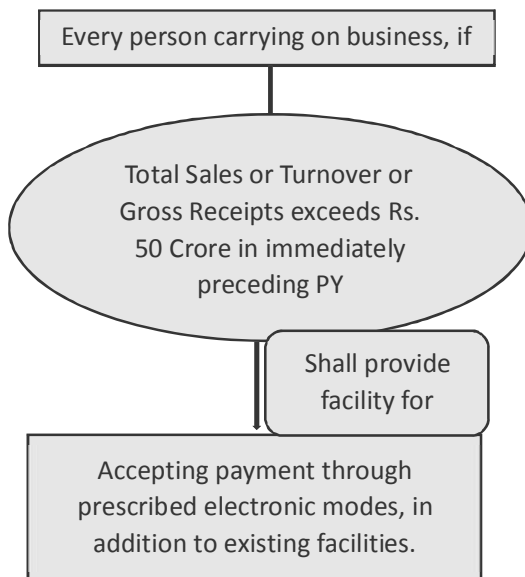 Every person carrying on business, if
Total Sales or Turnover or
Gross Receipts exceeds Rs.
50 Crore in immediately
preceding PY
Shall provide
facility for
Accepting payment through
prescribed electronic modes, in
addition to existing facilities.